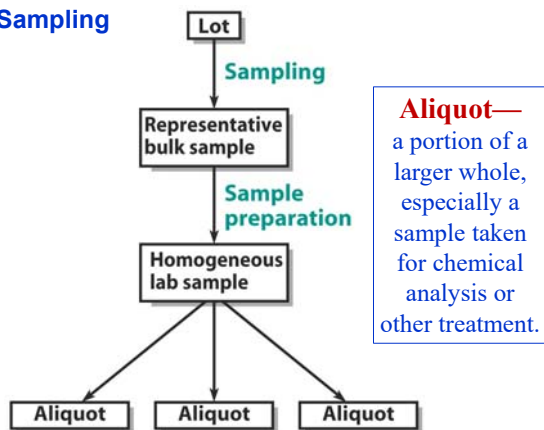 Sampling
Lot
Sampling
Representative
bulk sample
Sample
preparation
Homogeneous
lab sample
Aliquot
Aliquot
Aliquot
Aliquot—
a portion of a
larger whole,
especially a
sample taken
for chemical
analysis or
other treatment.